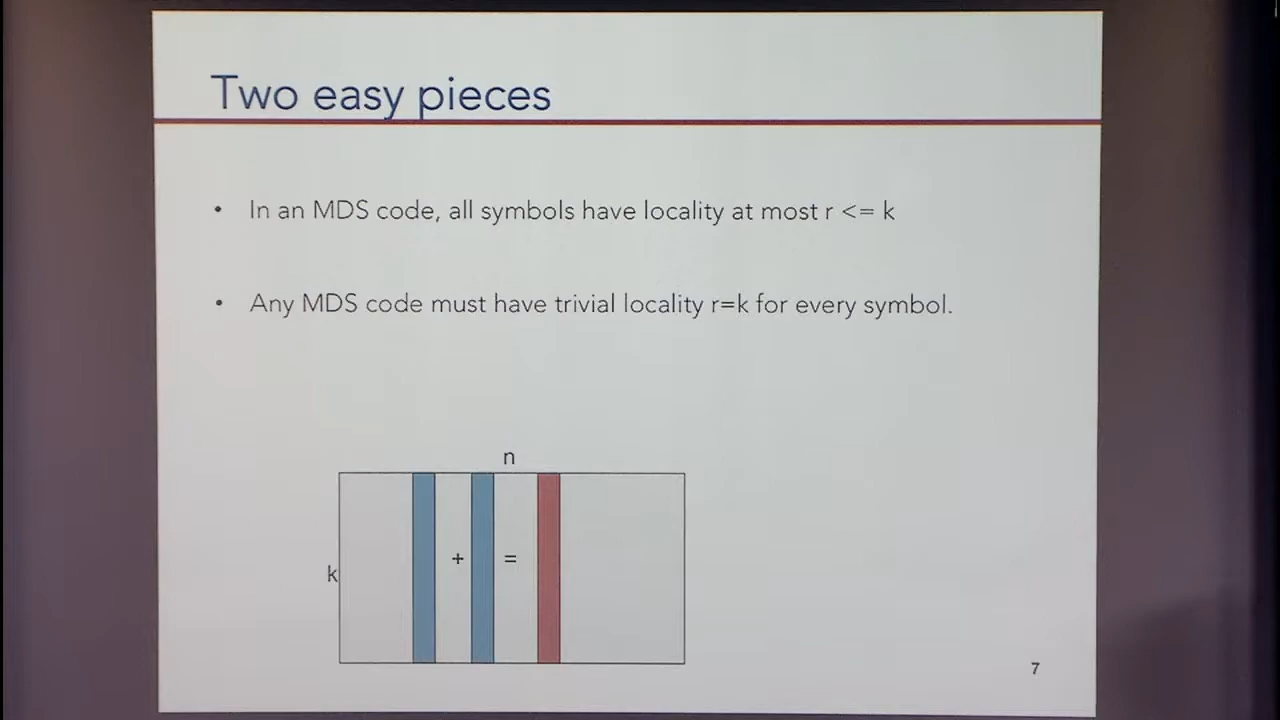 Two easy pieces
• In an MDS code, all symbols have locality at most r <= k
• Any MDS code must have trivial locality r=k for every symbol.
n
+ =
k
7